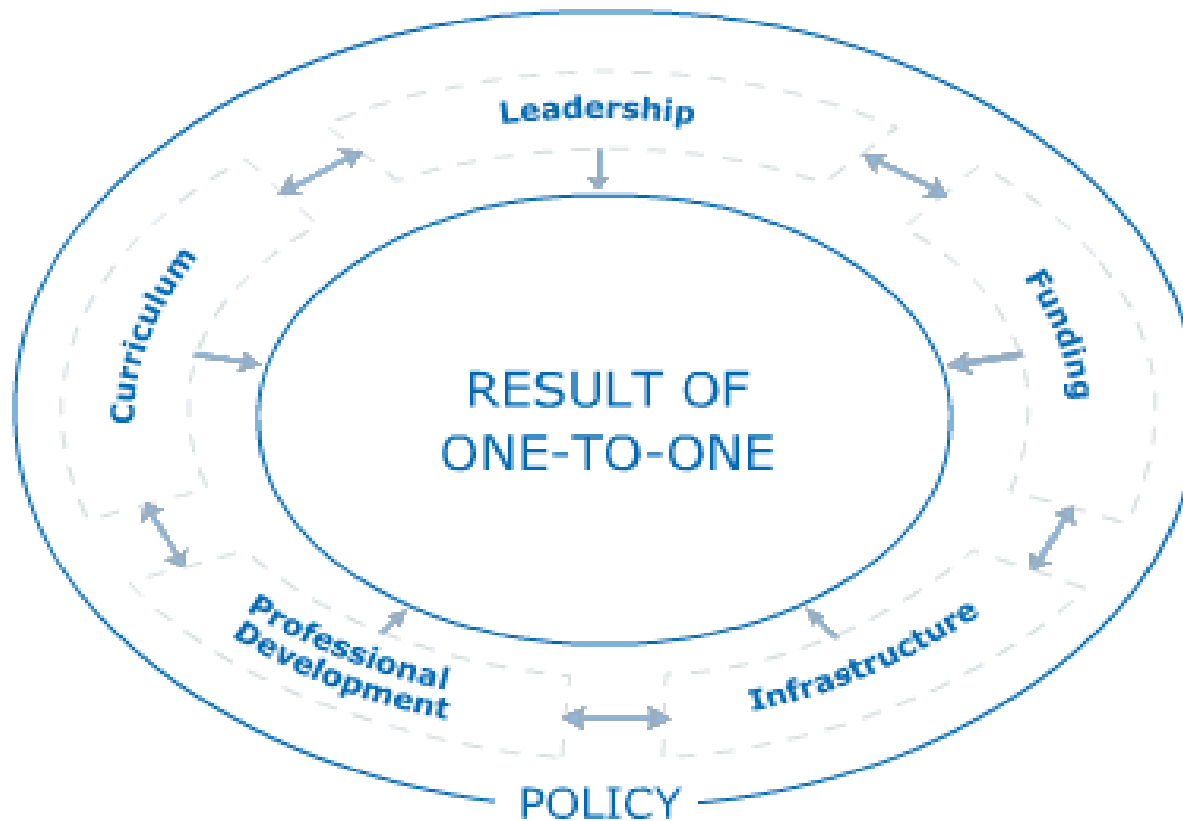 Leadership
Funding
Curriculum
RESULT OF
ONE-TO-ONE
Professional
Development
Infrastructure
POLICY